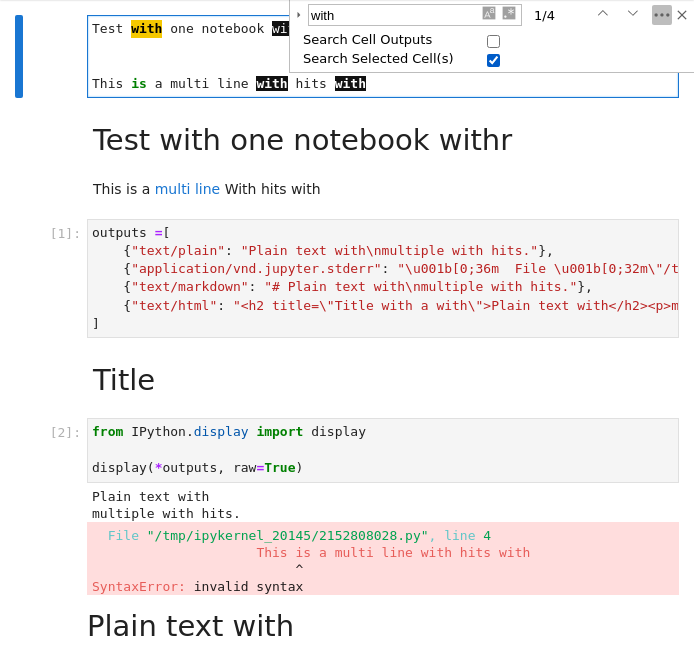 Test with one notebook wi
with
1/4
Search Cell Outputs
Search Selected Cell(s)
This is a multi line with hits with
Test with one notebook withr
This is a multi line With hits with
[1]:
outputs =[
{"text/plain": "Plain text with\nmultiple with hits."},
{"application/vnd.jupyter.stderr": "\u001b[0;36m  File \u001b[0;32m\"/t
{"text/markdown": "# Plain text with\nmultiple with hits."},
{"text/html": "<h2 title=\"Title with a with\">Plain text with</h2><p>m
]
Title
[2]:
from IPython.display import display
display(*outputs, raw=True)
Plain text with
multiple with hits.
File "/tmp/ipykernel_20145/2152808028.py", line 4
This is a multi line with hits with
^
SyntaxError: invalid syntax
Plain text with